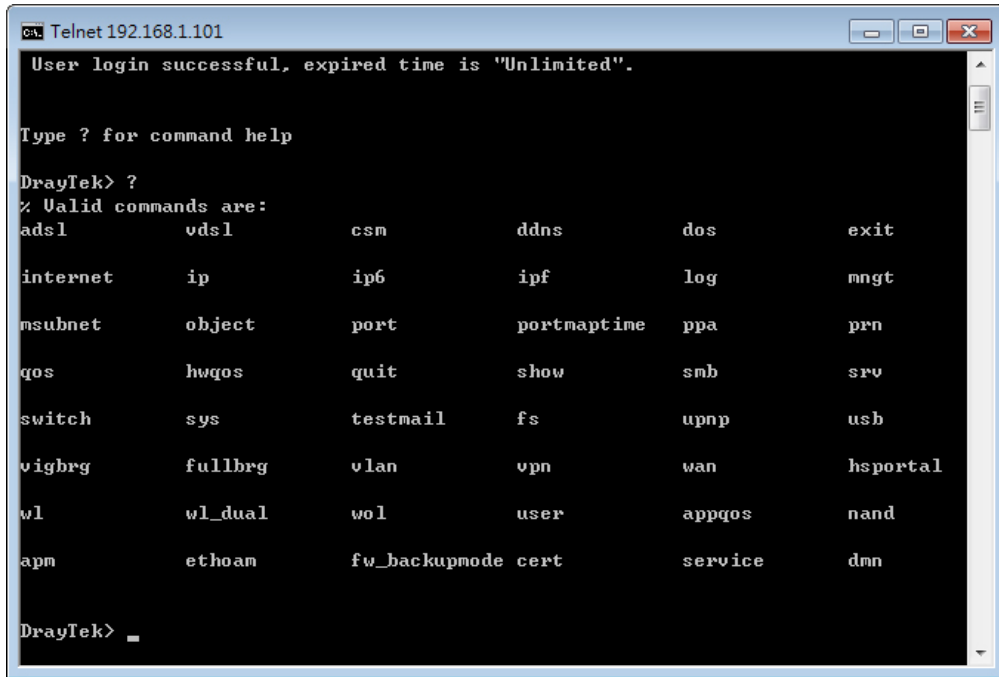 Telnet 192.168.1.101
User login successful, expired time is "Unlimited".
Type ? for command help
DrayTek> ?
% Valid commands are:
adsl vdsl csm ddns dos exit
internet ip ip6 ipf log mngt
msubnet object port portmaptime ppa prn
qos hwqos quit show smb srv
switch sys testmail fs upnp usb
vigbrg fullbrg vlan vpn wan hsportal
wl wl_dual wol user appqos nand
apm ethoam fw_backupmode cert service dmn
DrayTek> _